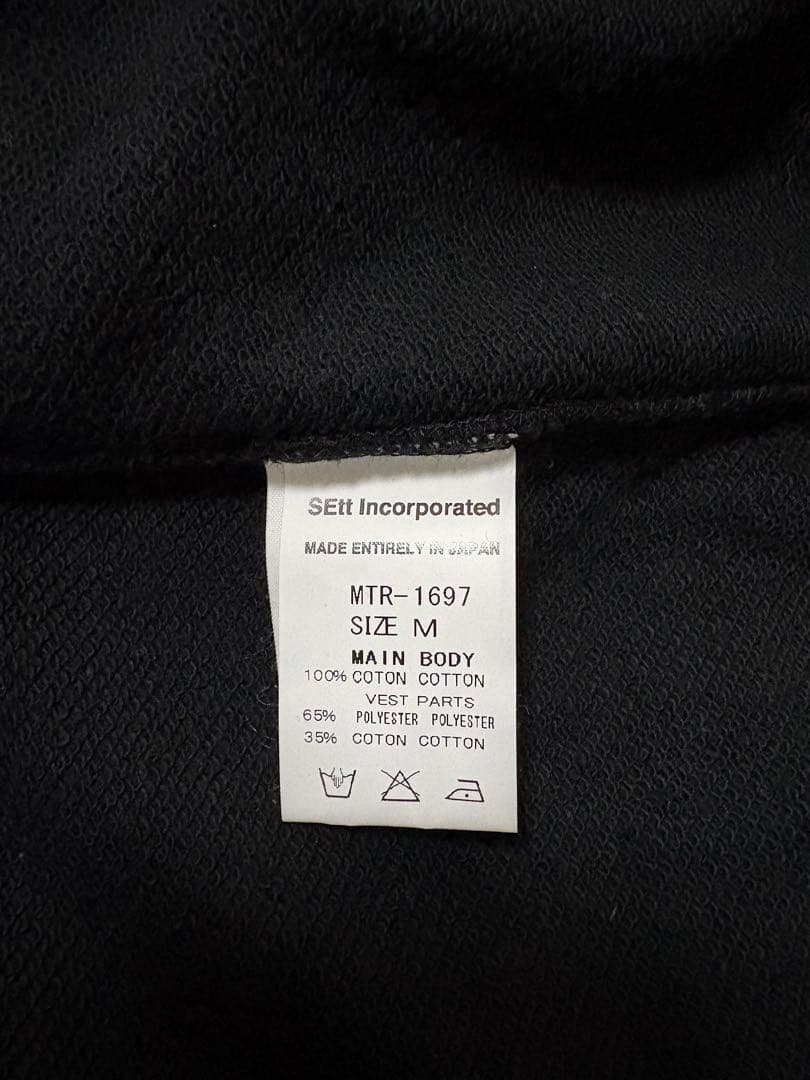 SEtt Incorporated
MADE ENTIRELY IN JAPAN
MTR-1697
SIZE M
MAIN BODY
100% COTON COTTON
VEST PARTS
65% POLYESTER POLYESTER
35% COTON COTTON